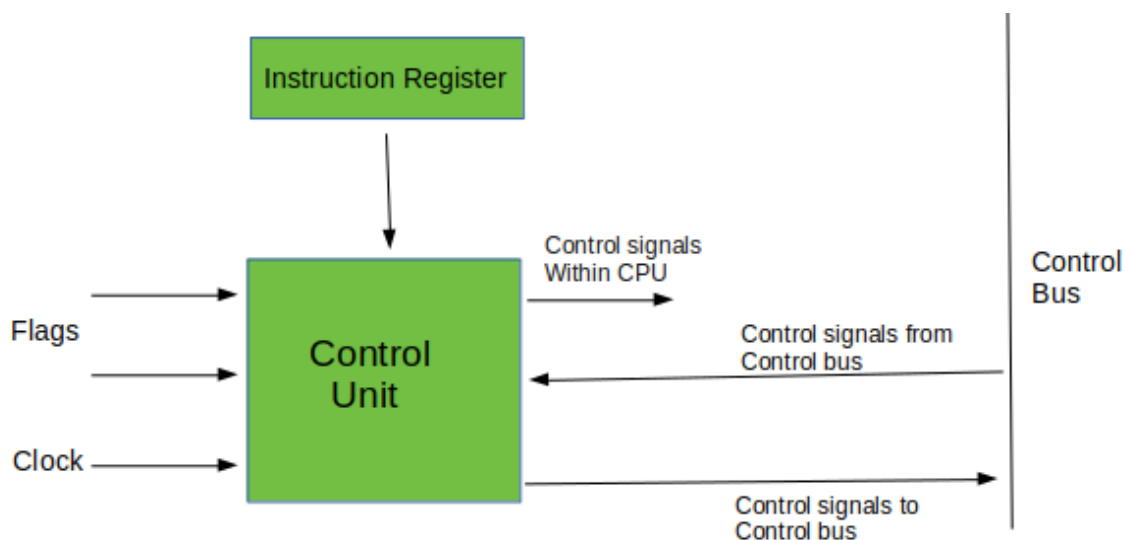 Instruction Register
Control signals
Within CPU
Control
Bus
Flags
Control signals from
Control bus
Control
Unit
Clock
Control signals to
Control bus